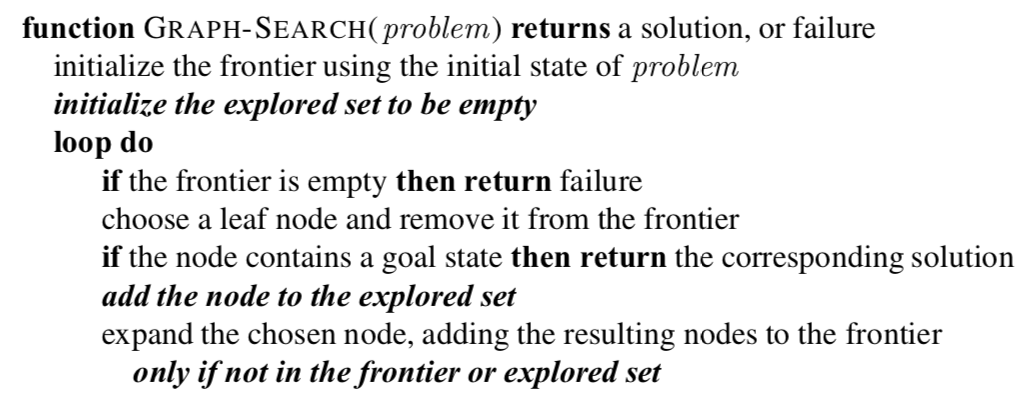 function GRAPH-SEARCH(problem) returns a solution, or failure
initialize the frontier using the initial state of problem
initialize the explored set to be empty
loop do
if the frontier is empty then return failure
choose a leaf node and remove it from the frontier
if the node contains a goal state then return the corresponding solution
add the node to the explored set
expand the chosen node, adding the resulting nodes to the frontier
only if not in the frontier or explored set